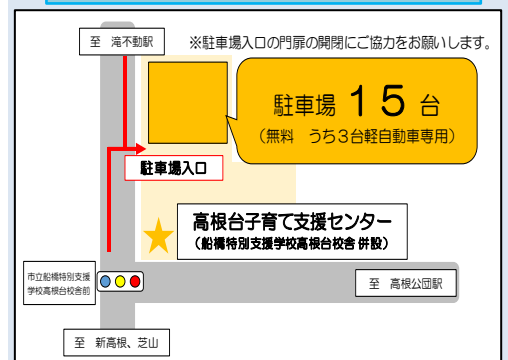 至 滝不動駅
※駐車場入口の門扉の開閉にご協力をお願いします。
駐車場 15 台
（無料 うち3台軽自動車専用）
駐車場入口
高根台子育て支援センター
（船橋特別支援学校高根台校舎 併設）
市立船橋特別支援
学校高根台校舎前
至 高根公団駅
至 新高根、芝山